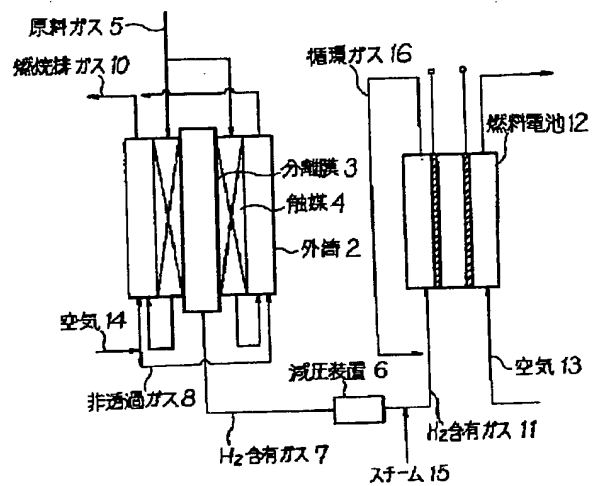 原料ガス 5
燃焼排ガス 10
循環ガス 16
燃料電池 12
分離膜 3
触媒 4
外筒 2
空気 14
非透過ガス 8
減圧装置 6
空気 13
H2含有ガス 7
H2含有ガス 11
スチーム 15